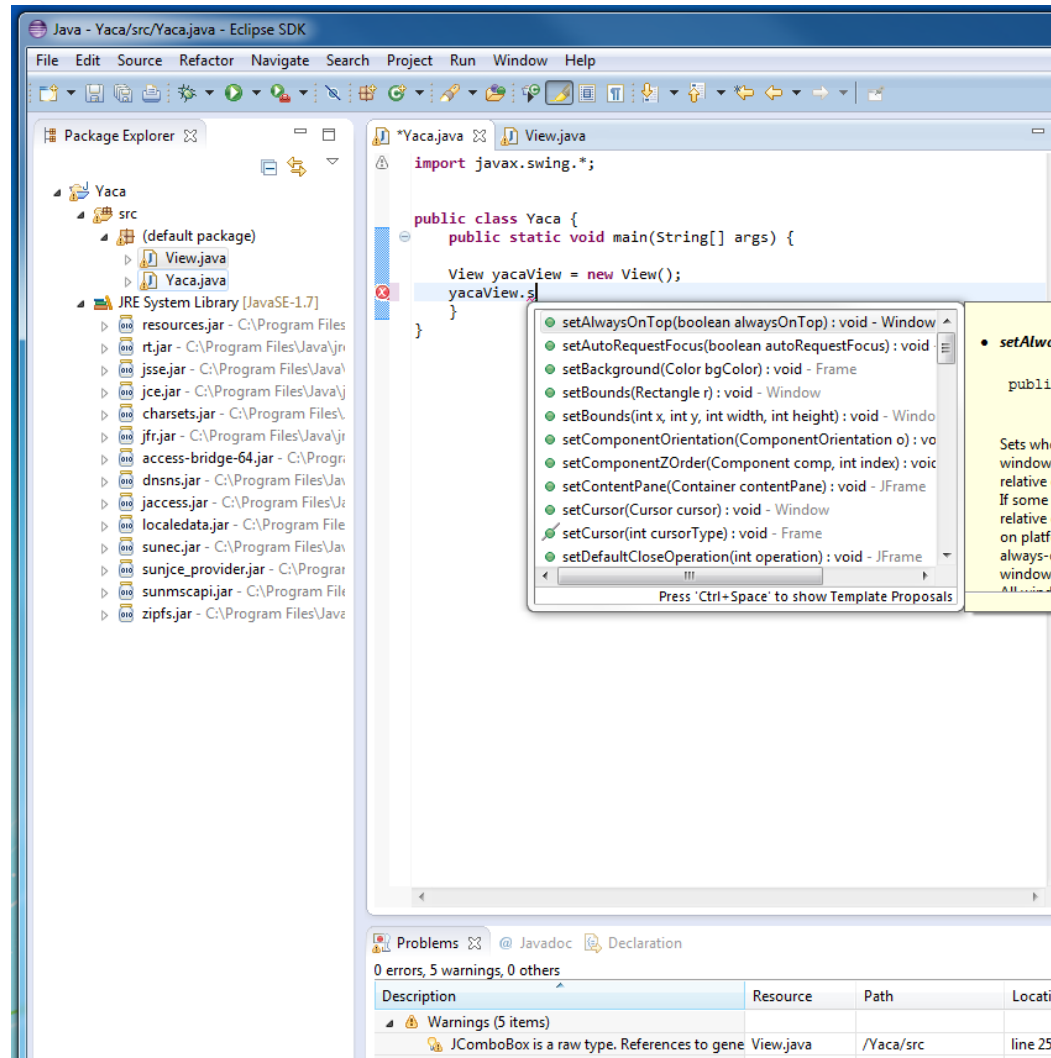 Java - Yaca/src/Yaca.java - Eclipse SDK
File Edit Source Refactor Navigate Search Project Run Window Help
Package Explorer
Yaca
src
(default package)
View.java
Yaca.java
JRE System Library [JavaSE-1.7]
resources.jar - C:\Program Files
rt.jar - C:\Program Files\Java\jre
jsse.jar - C:\Program Files\Java\
jce.jar - C:\Program Files\Java\j
charsets.jar - C:\Program Files\
jfr.jar - C:\Program Files\Java\jr
access-bridge-64.jar - C:\Progra
dnsns.jar - C:\Program Files\Jav
jaccess.jar - C:\Program Files\Ja
localedata.jar - C:\Program File
sunec.jar - C:\Program Files\Jav
sunjce_provider.jar - C:\Program
sunmscapi.jar - C:\Program File
zipfs.jar - C:\Program Files\Java
*Yaca.java View.java
import javax.swing.*;
public class Yaca {
public static void main(String[] args) {
View yacaView = new View();
yacaView.s
}
}
setAlwaysOnTop(boolean alwaysOnTop) : void - Window
setAutoRequestFocus(boolean autoRequestFocus) : void -
setBackground(Color bgColor) : void - Frame
setBounds(Rectangle r) : void - Window
setBounds(int x, int y, int width, int height) : void - Windo
setComponentOrientation(ComponentOrientation o) : vo
setComponentZOrder(Component comp, int index) : voic
setContentPane(Container contentPane) : void - JFrame
setCursor(Cursor cursor) : void - Window
setCursor(int cursorType) : void - Frame
setDefaultCloseOperation(int operation) : void - JFrame
Press 'Ctrl+Space' to show Template Proposals
setAlwa
publi
Sets whe
window
relative
If some
relative
on platf
always-
window
Problems @ Javadoc Declaration
0 errors, 5 warnings, 0 others
Description Resource Path Locati
Warnings (5 items)
JComboBox is a raw type. References to gene View.java /Yaca/src line 25